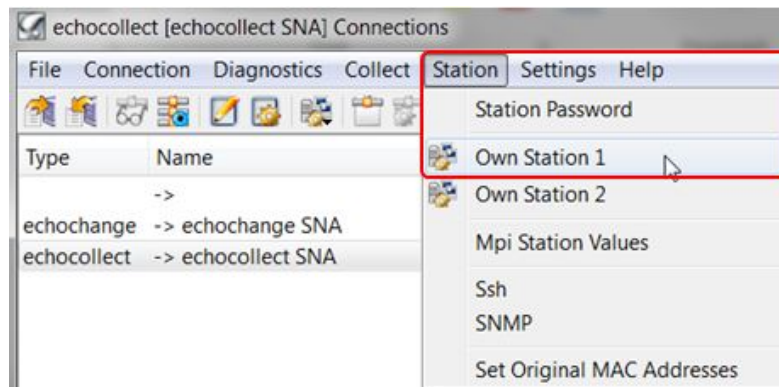 echocollect [echocollect SNA] Connections
File Connection Diagnostics Collect Station Settings Help
Station Password
Type Name
Own Station 1
->
Own Station 2
echochange -> echochange SNA
echocollect -> echocollect SNA
Mpi Station Values
Ssh
SNMP
Set Original MAC Addresses